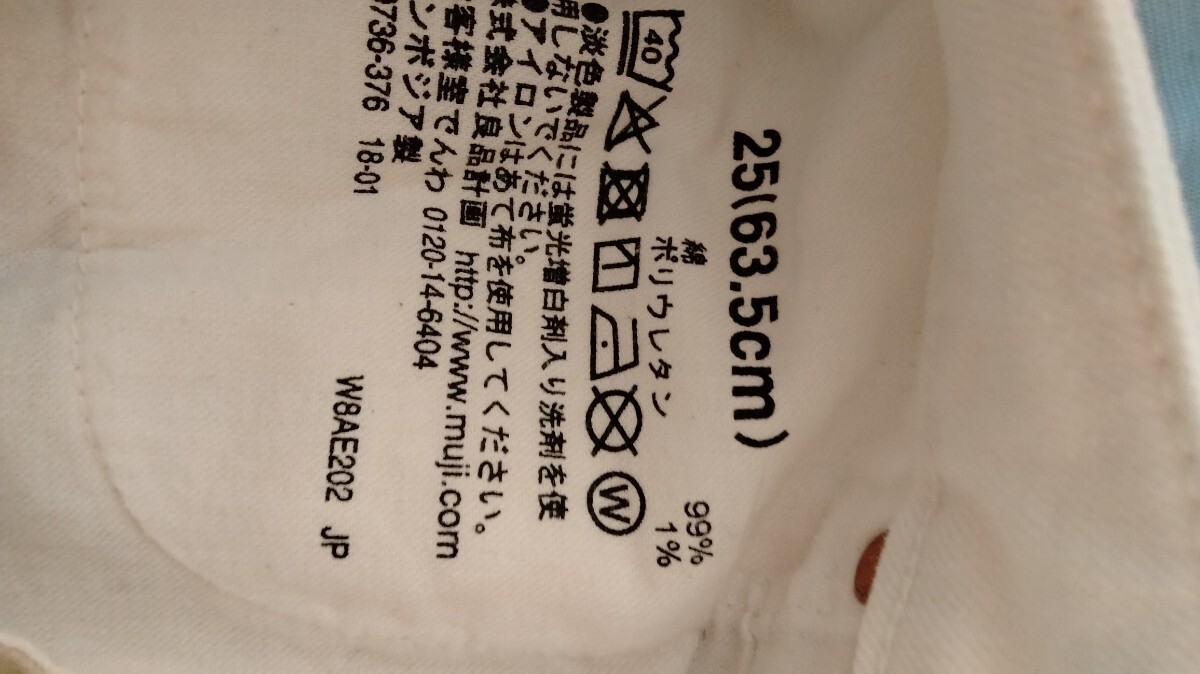 25(63.5cm)
綿 99%
ポリウレタン 1%
40
W
●淡色製品には蛍光増白剤入り洗剤を使
用しないでください。
●アイロンはあて布を使用してください。
株式会社良品計画 http://www.muji.com
客様室でんわ 0120-14-6404
ンボジア製
736-376 18-01
W8AE202 JP